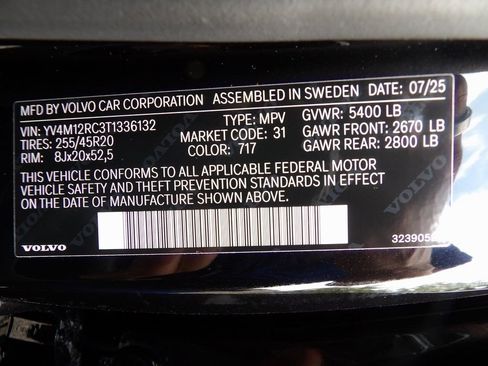 MFD BY VOLVO CAR CORPORATION ASSEMBLED IN SWEDEN DATE: 07/25
VIN: YV4M12RC3T1336132 TYPE: MPV GVWR: 5400 LB
TIRES: 255/45R20 MARKET CODE: 31 GAWR FRONT: 2670 LB
RIM: 8Jx20x52,5 COLOR: 717 GAWR REAR: 2800 LB
THIS VEHICLE CONFORMS TO ALL APPLICABLE FEDERAL MOTOR
VEHICLE SAFETY AND THEFT PREVENTION STANDARDS IN EFFECT
ON THE DATE OF MANUFACTURE SHOWN ABOVE.
VOLVO